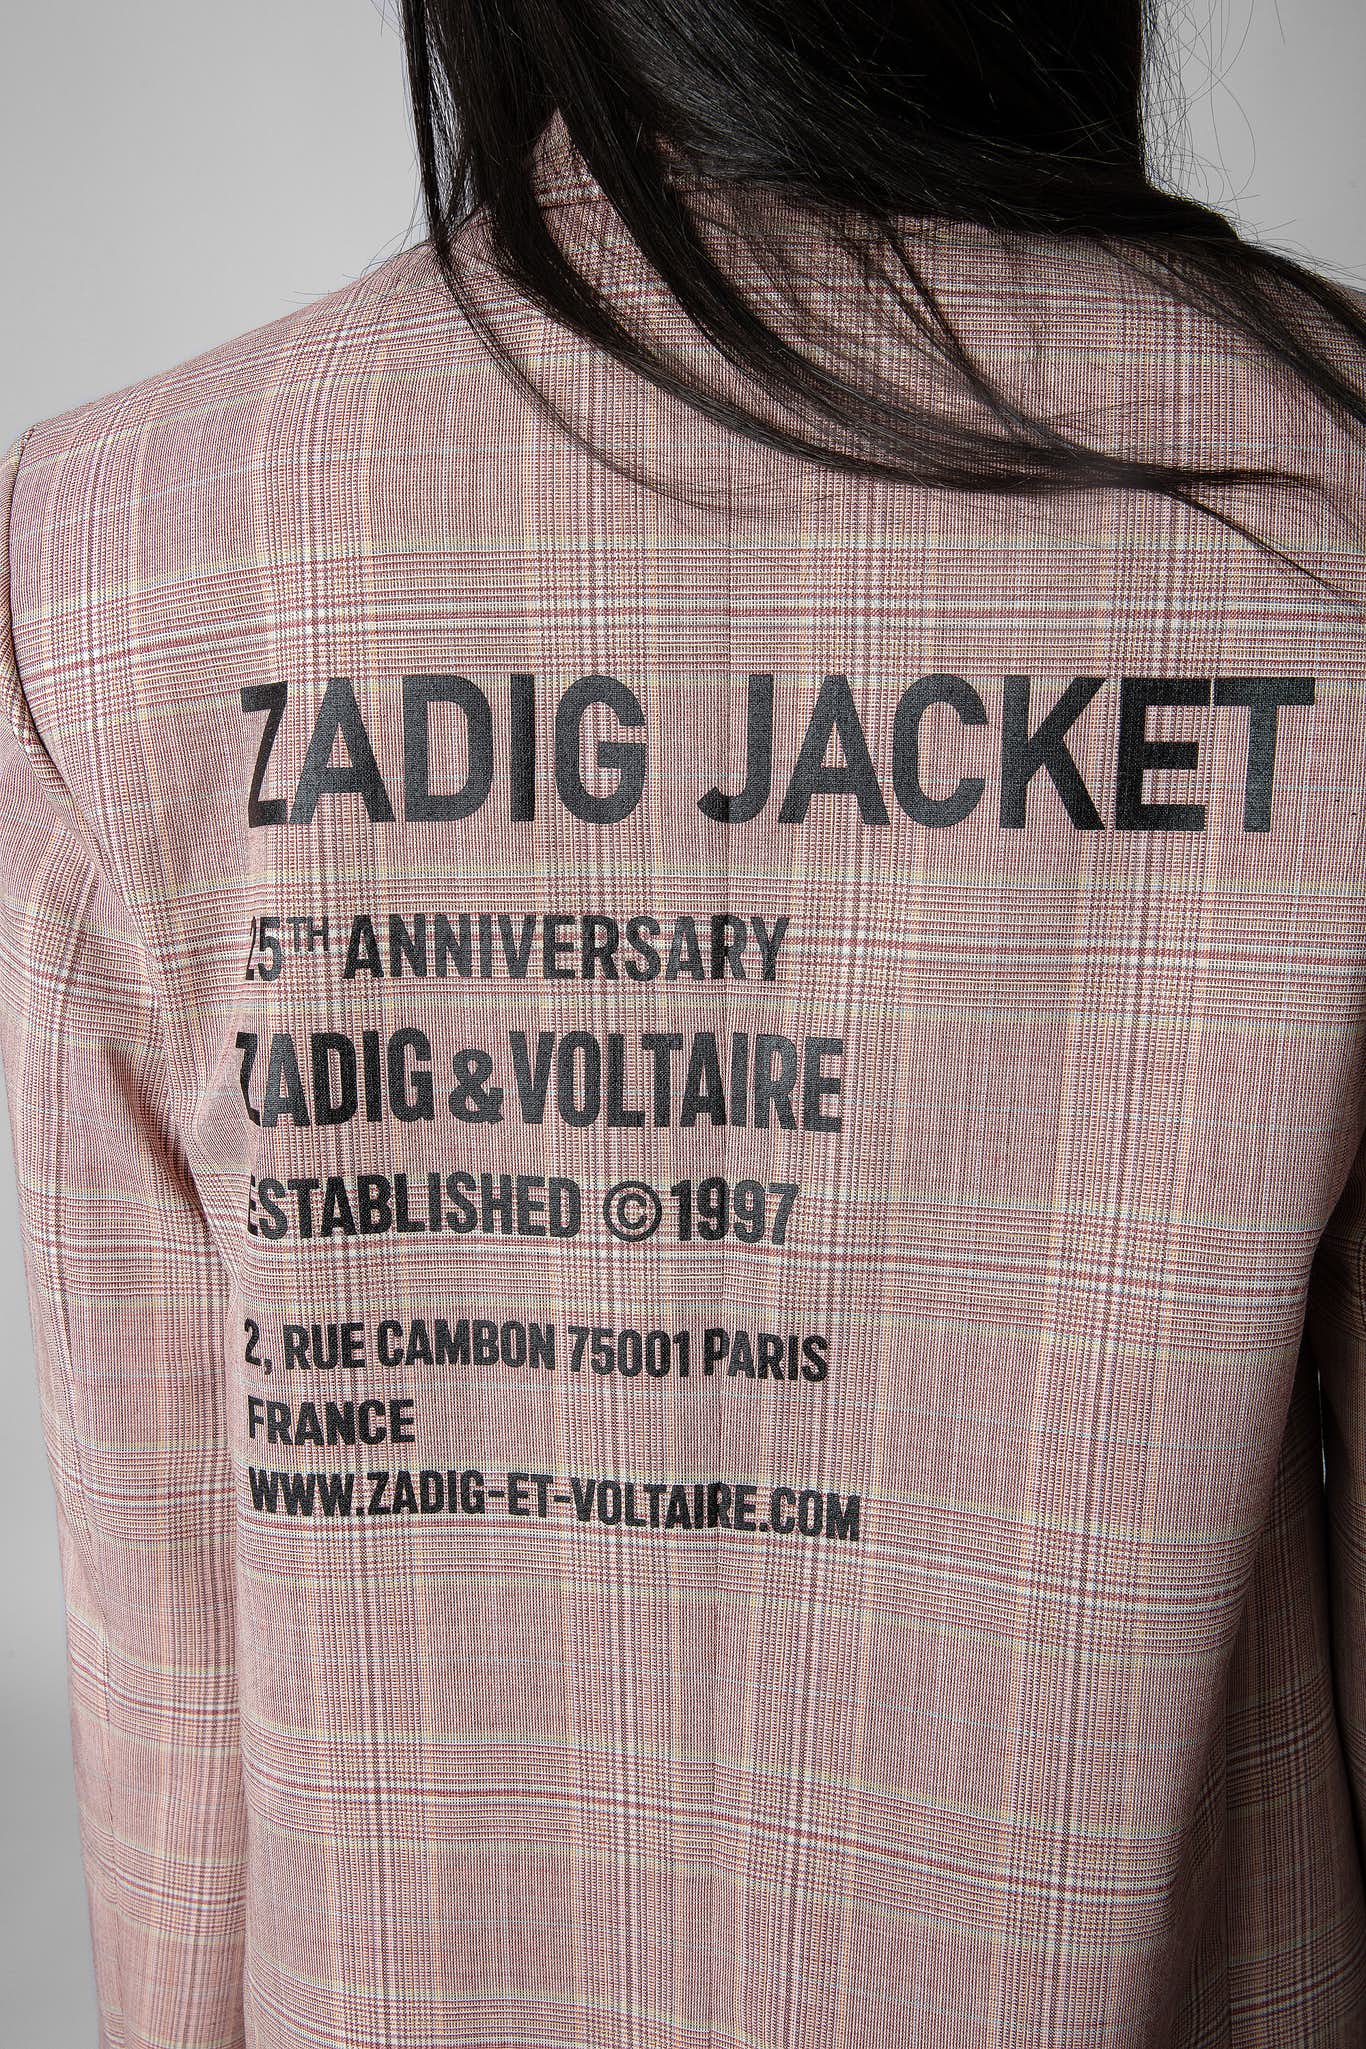 ZADIG JACKET
25TH ANNIVERSARY
ZADIG&VOLTAIRE
ESTABLISHED ©1997
2, RUE CAMBON 75001 PARIS
FRANCE
WWW.ZADIG-ET-VOLTAIRE.COM